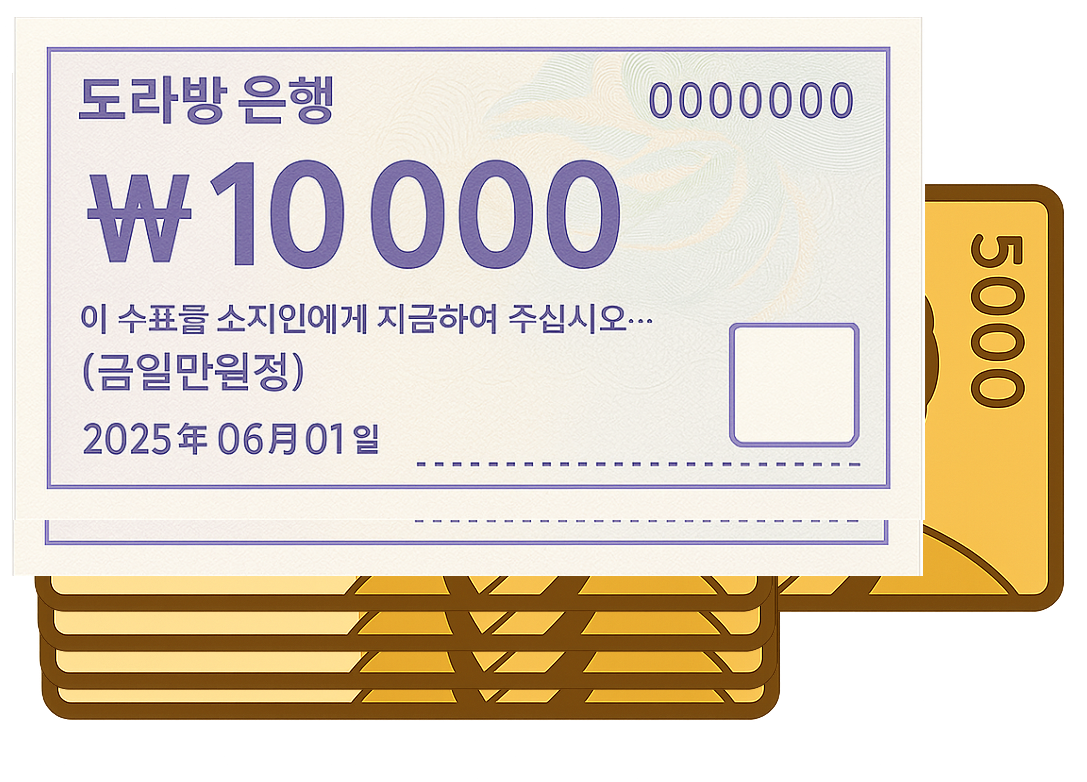 도라방 은행 0000000
₩10 000
이 수표를 소지인에게 지금하여 주십시오…
(금일만원정)
2025年 06月 01일
5000